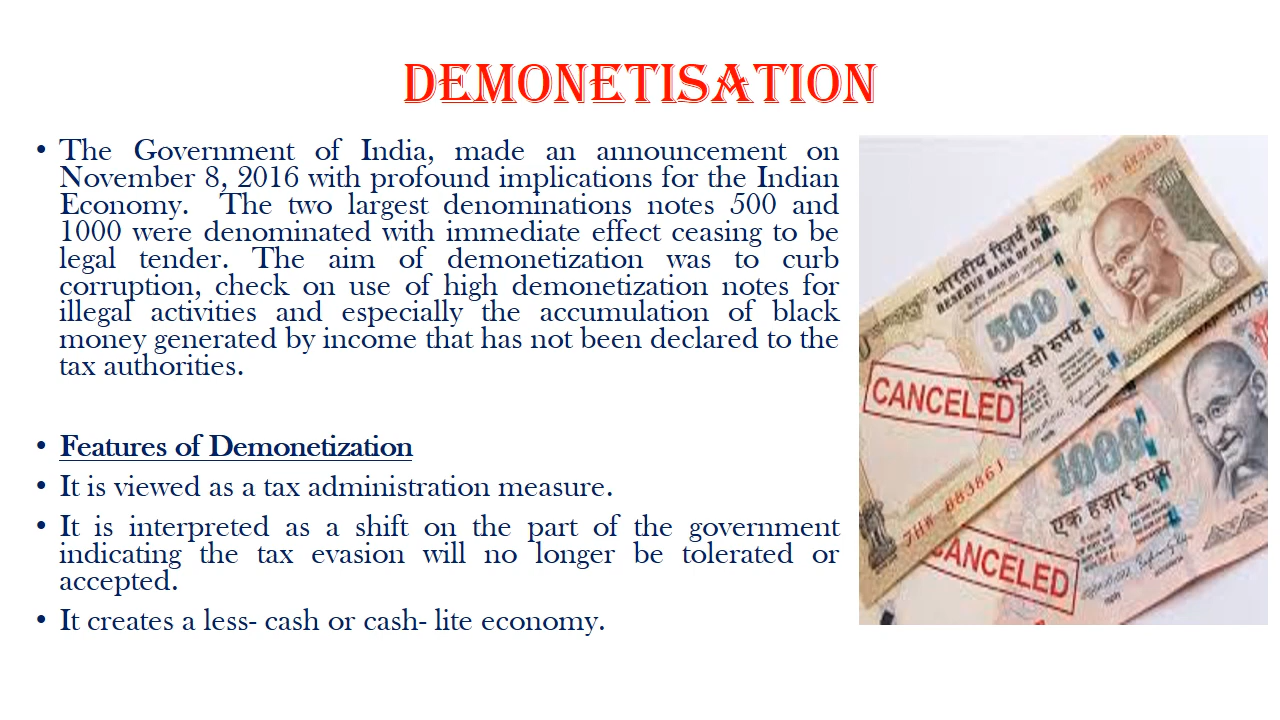 DEMONETISATION
• The Government of India, made an announcement on
November 8, 2016 with profound implications for the Indian
Economy. The two largest denominations notes 500 and
1000 were denominated with immediate effect ceasing to be
legal tender. The aim of demonetization was to curb
corruption, check on use of high demonetization notes for
illegal activities and especially the accumulation of black
money generated by income that has not been declared to the
tax authorities.
• Features of Demonetization
• It is viewed as a tax administration measure.
• It is interpreted as a shift on the part of the government
indicating the tax evasion will no longer be tolerated or
accepted.
• It creates a less- cash or cash- lite economy.
500
भारतीय रिज़र्व बैंक
RESERVE BANK OF INDIA
500
पाँच सौ रुपये
CANCELED
7HW 883861
1000
एक हज़ार रुपये
CANCELED